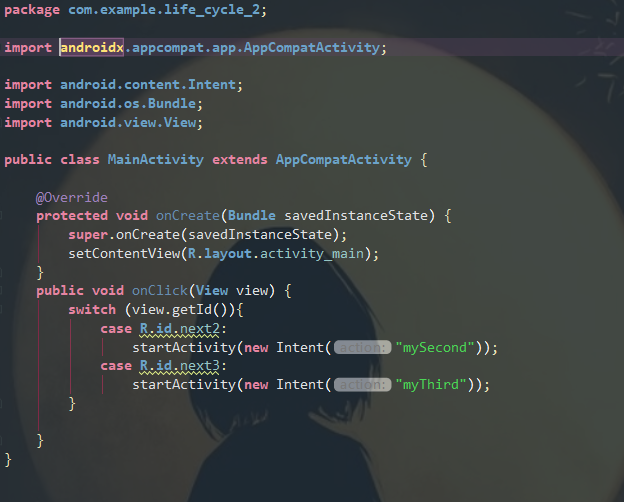 package com.example.life_cycle_2;
import androidx.appcompat.app.AppCompatActivity;
import android.content.Intent;
import android.os.Bundle;
import android.view.View;
public class MainActivity extends AppCompatActivity {
@Override
protected void onCreate(Bundle savedInstanceState) {
super.onCreate(savedInstanceState);
setContentView(R.layout.activity_main);
}
public void onClick(View view) {
switch (view.getId()){
case R.id.next2:
startActivity(new Intent( action: "mySecond"));
case R.id.next3:
startActivity(new Intent( action: "myThird"));
}
}
}